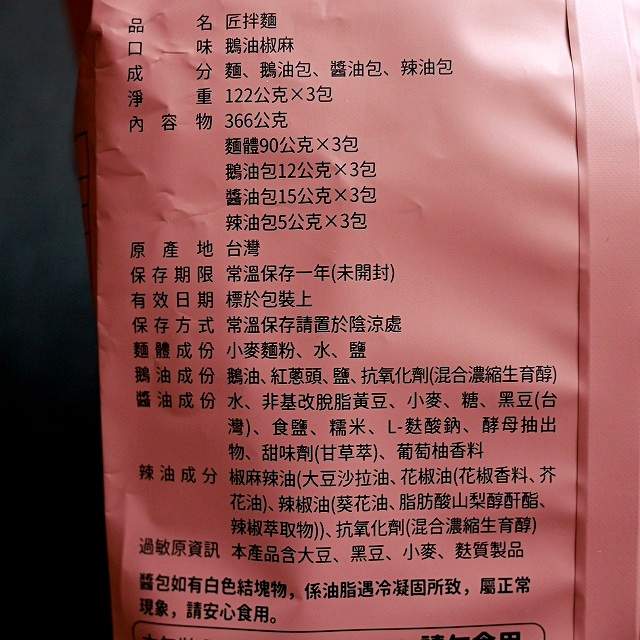 品名 匠拌麵
口味 鵝油椒麻
成分 麵、鵝油包、醬油包、辣油包
淨重 122公克×3包
內容物 366公克
麵體90公克×3包
鵝油包12公克×3包
醬油包15公克×3包
辣油包5公克×3包
原產地 台灣
保存期限 常溫保存一年(未開封)
有效日期 標於包裝上
保存方式 常溫保存請置於陰涼處
麵體成份 小麥麵粉、水、鹽
鵝油成份 鵝油、紅蔥頭、鹽、抗氧化劑(混合濃縮生育醇)
醬油成份 水、非基改脫脂黃豆、小麥、糖、黑豆(台
灣)、食鹽、糯米、L-麩酸鈉、酵母抽出
物、甜味劑(甘草萃)、葡萄柚香料
辣油成分 椒麻辣油(大豆沙拉油、花椒油(花椒香料、芥
花油)、辣椒油(葵花油、脂肪酸山梨醇酐酯、
辣椒萃取物))、抗氧化劑(混合濃縮生育醇)
過敏原資訊 本產品含大豆、黑豆、小麥、麩質製品
醬包如有白色結塊物，係油脂遇冷凝固所致，屬正常
現象，請安心食用。